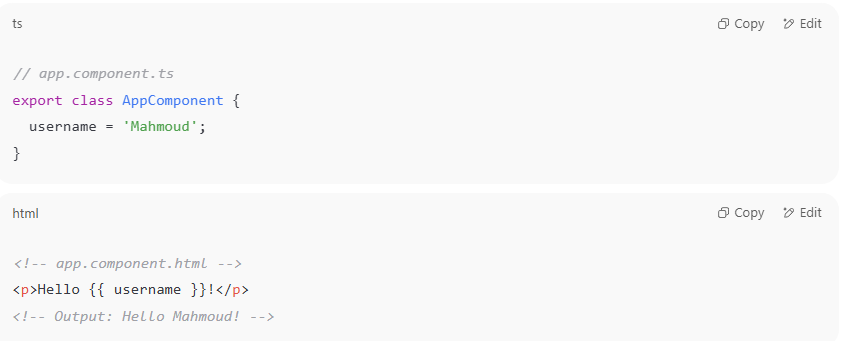 ts
Copy
Edit
// app.component.ts
export class AppComponent {
  username = 'Mahmoud';
}
html
Copy
Edit
<!-- app.component.html -->
<p>Hello {{ username }}!</p>
<!-- Output: Hello Mahmoud! -->